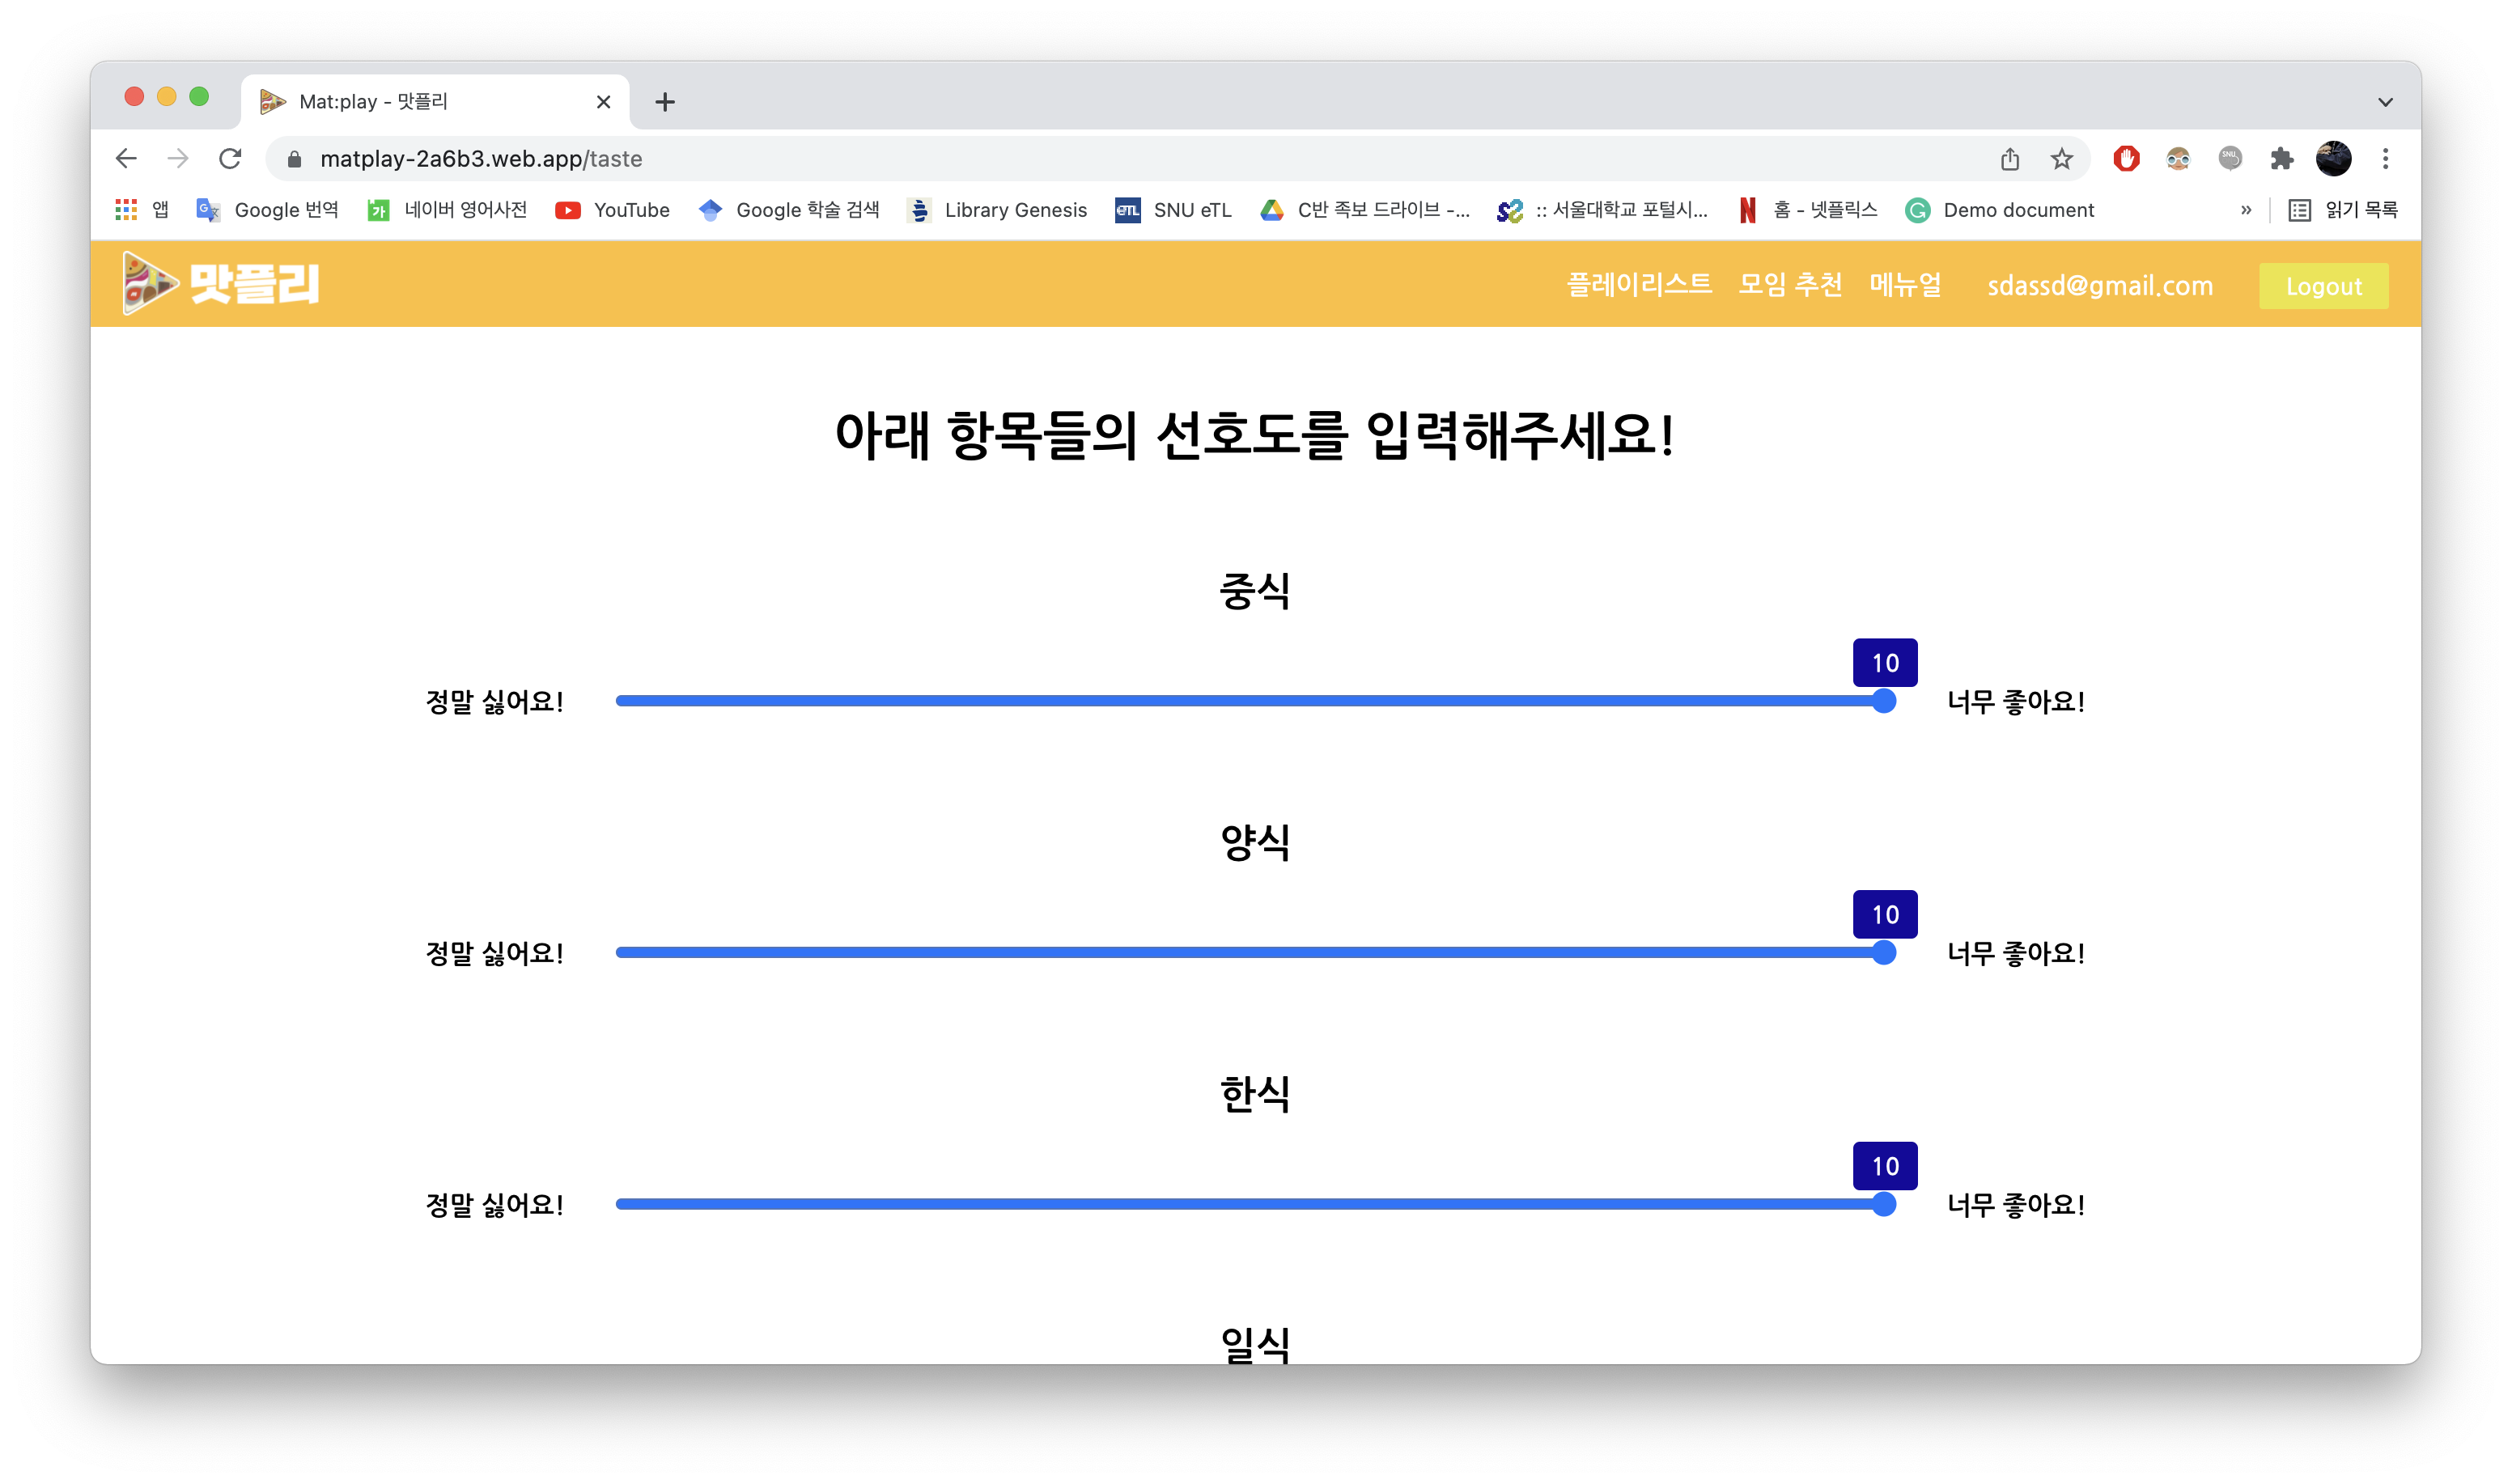 Mat:play - 맛플리
matplay-2a6b3.web.app/taste
앱 Google 번역 네이버 영어사전 YouTube Google 학술 검색 Library Genesis eTL SNU eTL C반 족보 드라이브 -... :: 서울대학교 포털시... 홈 - 넷플릭스 Demo document » 읽기 목록
맛플리 플레이리스트 모임 추천 메뉴얼 sdassd@gmail.com Logout
아래 항목들의 선호도를 입력해주세요!
중식
10
정말 싫어요! 너무 좋아요!
양식
10
정말 싫어요! 너무 좋아요!
한식
10
정말 싫어요! 너무 좋아요!
일식